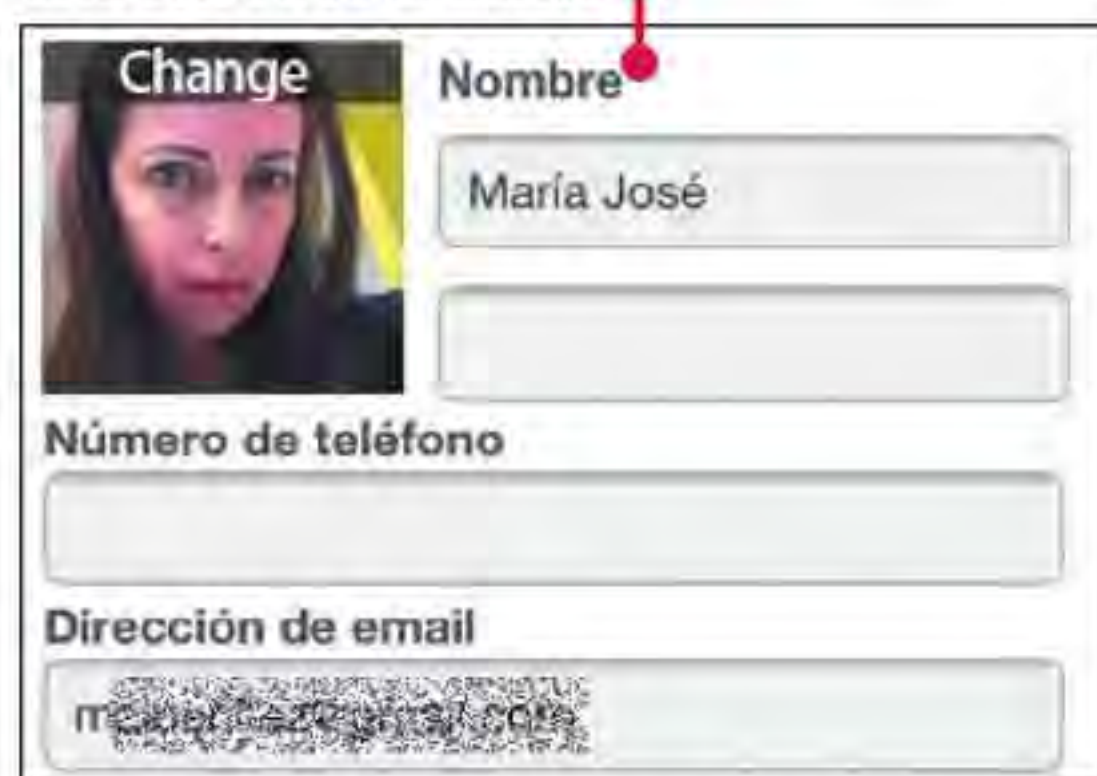 Change
Nombre
María José
Número de teléfono
Dirección de email